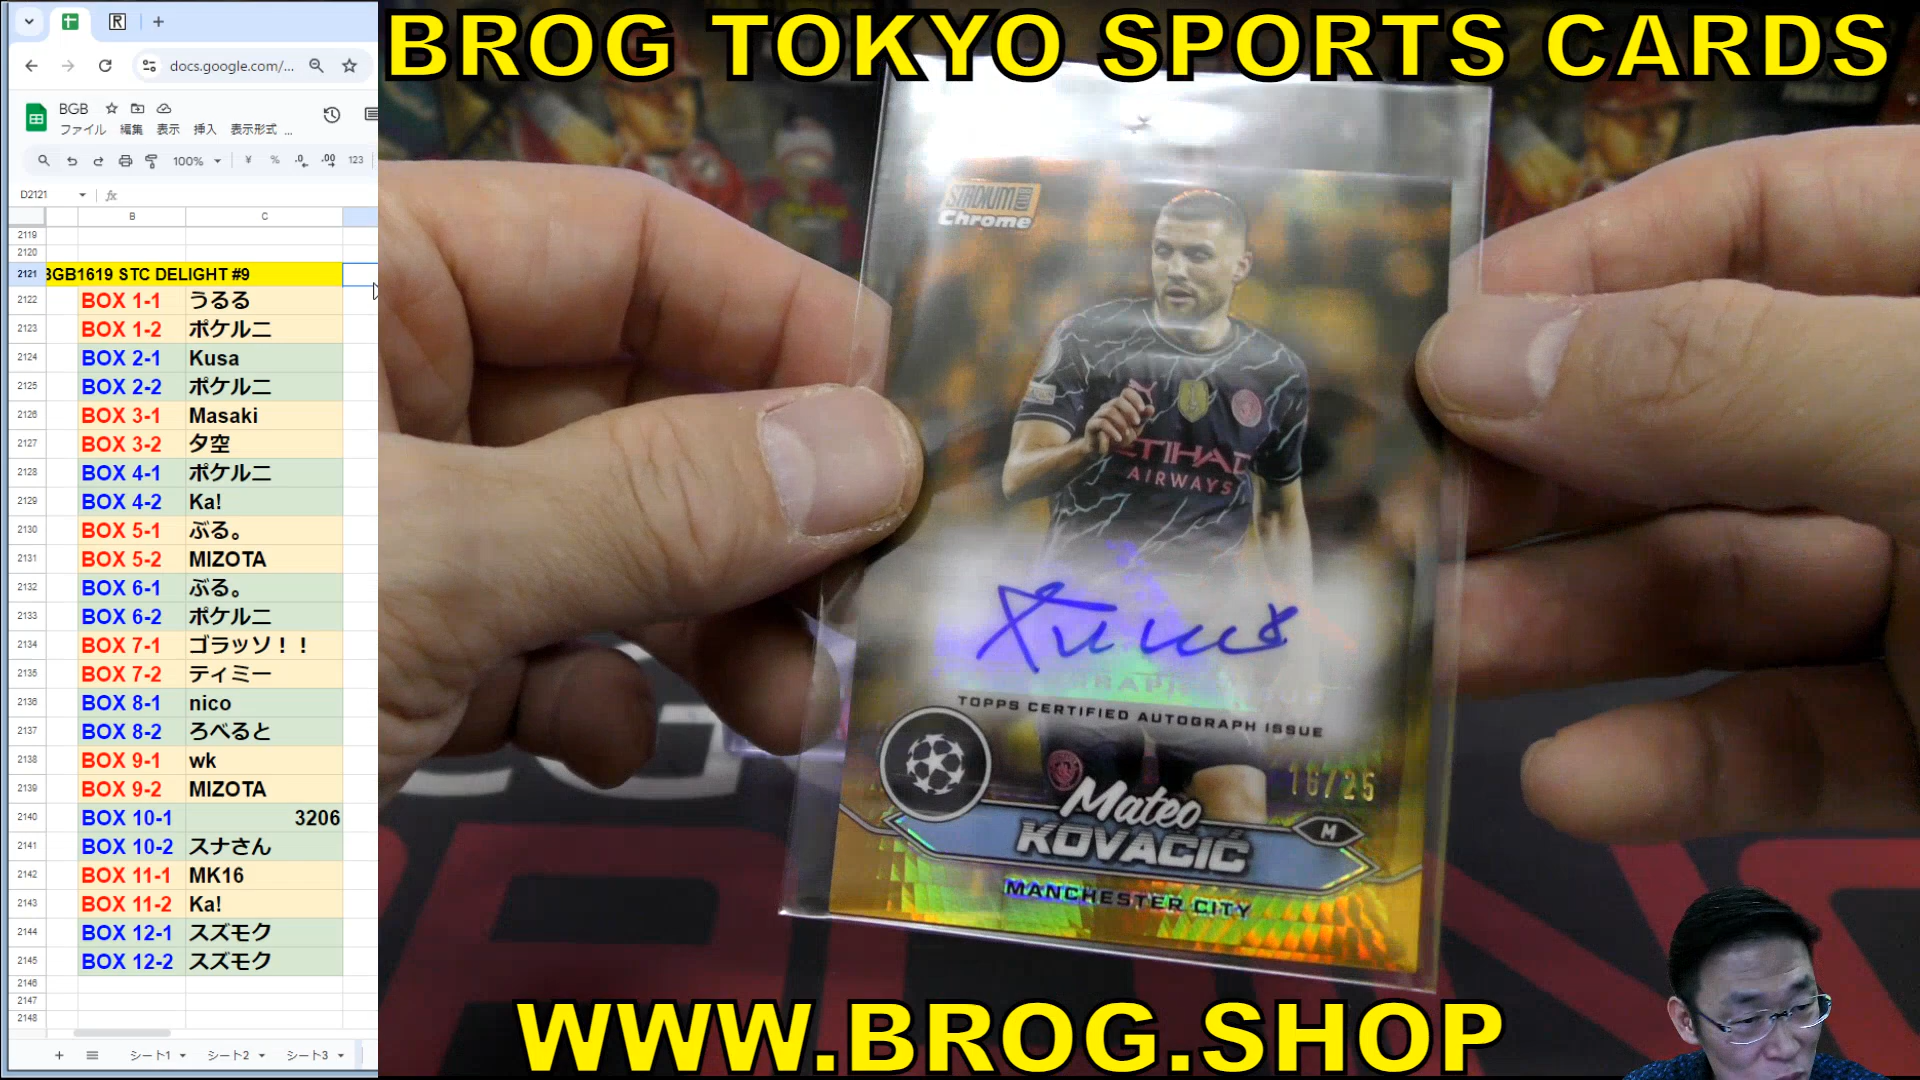 BROG TOKYO SPORTS CARDS
docs.google.com/...
BGB
ファイル 編集 表示 挿入 表示形式 ...
100% ¥ % .0 .00 123
D2121 fx
B C
2119
2120
2121 BGB1619 STC DELIGHT #9
2122 BOX 1-1 うるる
2123 BOX 1-2 ポケルニ
2124 BOX 2-1 Kusa
2125 BOX 2-2 ポケルニ
2126 BOX 3-1 Masaki
2127 BOX 3-2 夕空
2128 BOX 4-1 ポケルニ
2129 BOX 4-2 Ka!
2130 BOX 5-1 ぶる。
2131 BOX 5-2 MIZOTA
2132 BOX 6-1 ぶる。
2133 BOX 6-2 ポケルニ
2134 BOX 7-1 ゴラッソ！！
2135 BOX 7-2 ティミー
2136 BOX 8-1 nico
2137 BOX 8-2 ろべると
2138 BOX 9-1 wk
2139 BOX 9-2 MIZOTA
2140 BOX 10-1 3206
2141 BOX 10-2 スナさん
2142 BOX 11-1 MK16
2143 BOX 11-2 Ka!
2144 BOX 12-1 スズモク
2145 BOX 12-2 スズモク
2146
2147
2148
シート1 シート2 シート3
STADIUM CLUB
Chrome
ETIHAD
AIRWAYS
TOPPS CERTIFIED AUTOGRAPH ISSUE
16/25
Mateo
KOVAČIĆ
M
MANCHESTER CITY
WWW.BROG.SHOP